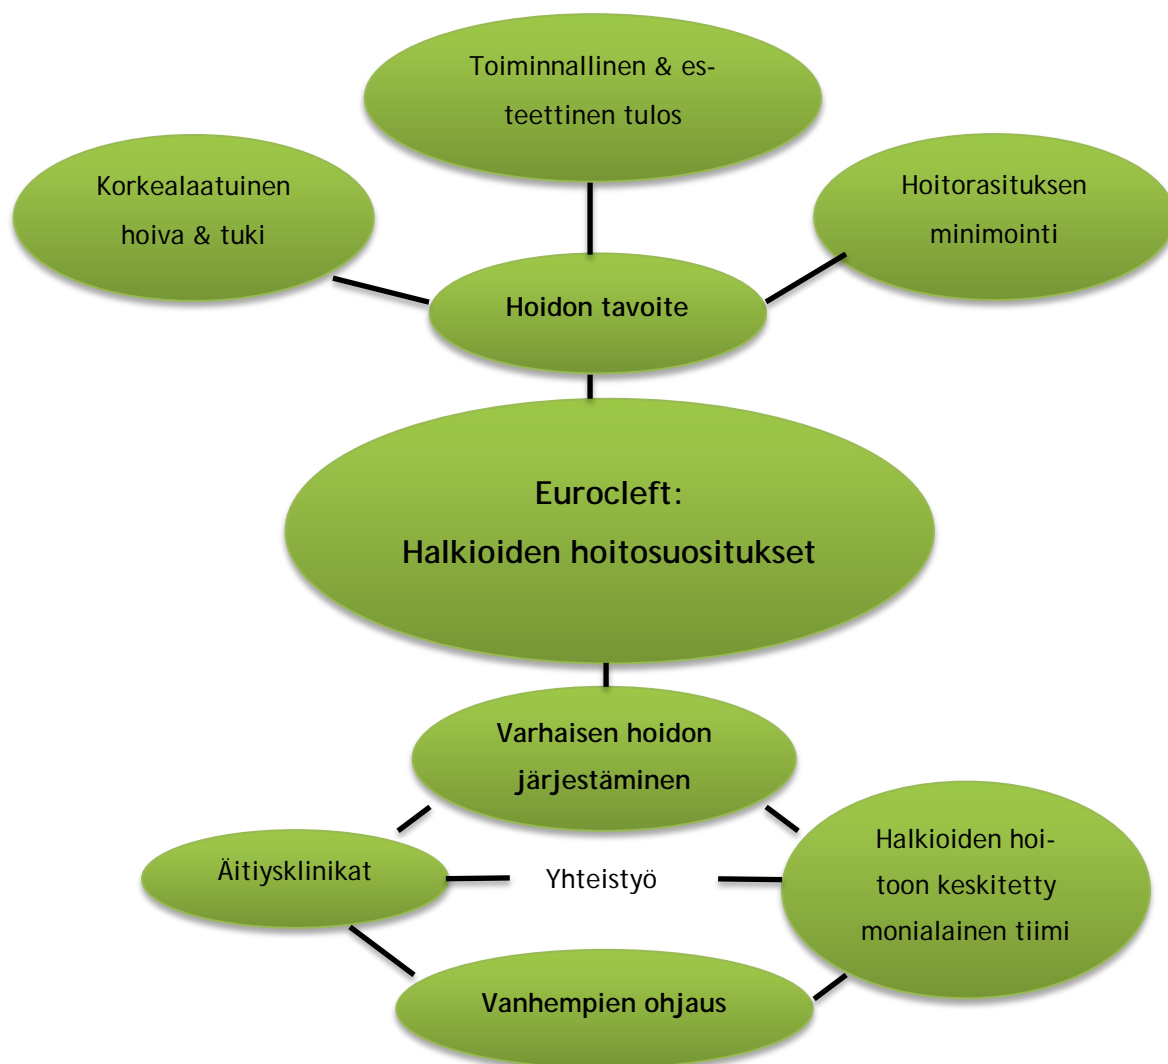 Toiminnallinen & es-
teettinen tulos
Korkealaatuinen
hoiva & tuki
Hoitorasituksen
minimointi
Hoidon tavoite
Eurocleft:
Halkioiden hoitosuositukset
Varhaisen hoidon
järjestäminen
Äitiysklinikat
Yhteistyö
Halkioiden hoi-
toon keskitetty
monialainen tiimi
Vanhempien ohjaus